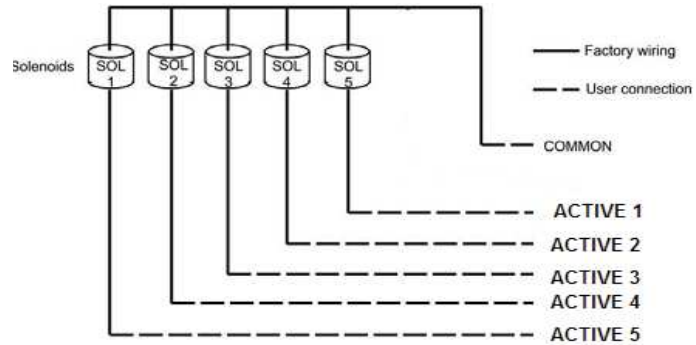 Solenoids
SOL 1
SOL 2
SOL 3
SOL 4
SOL 5
Factory wiring
User connection
COMMON
ACTIVE 1
ACTIVE 2
ACTIVE 3
ACTIVE 4
ACTIVE 5